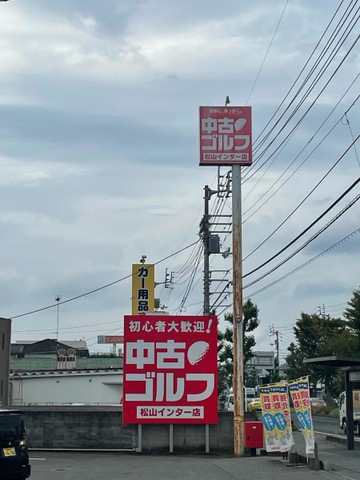 中古
ゴルフ
松山インター店
カー用品
初心者大歓迎!
中古
ゴルフ
松山インター店